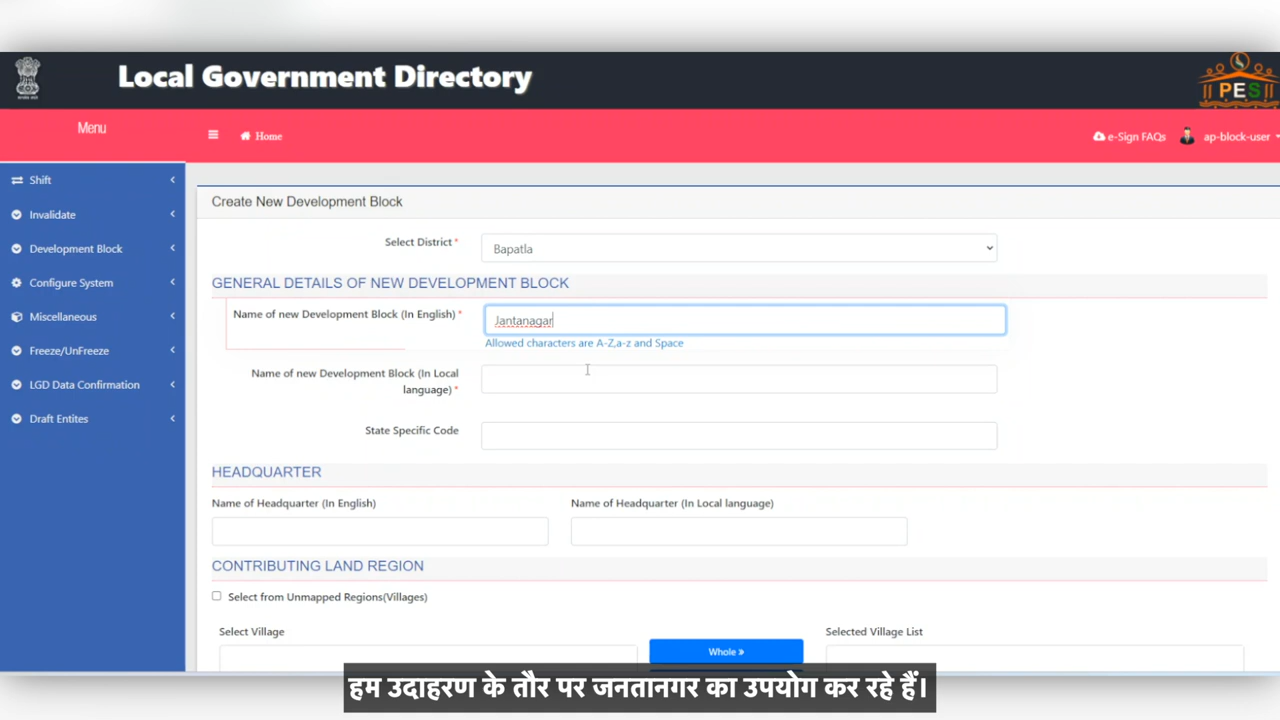 Local Government Directory
PES
Menu
Home
e-Sign FAQs
ap-block-user
Shift
Invalidate
Development Block
Configure System
Miscellaneous
Freeze/UnFreeze
LGD Data Confirmation
Draft Entites
Create New Development Block
Select District *
Bapatla
GENERAL DETAILS OF NEW DEVELOPMENT BLOCK
Name of new Development Block (In English) *
Jantanagar
Allowed characters are A-Z,a-z and Space
Name of new Development Block (In Local
language) *
State Specific Code
HEADQUARTER
Name of Headquarter (In English)
Name of Headquarter (In Local language)
CONTRIBUTING LAND REGION
Select from Unmapped Regions(Villages)
Select Village
Whole »
Selected Village List
हम उदाहरण के तौर पर जनतानगर का उपयोग कर रहे हैं।